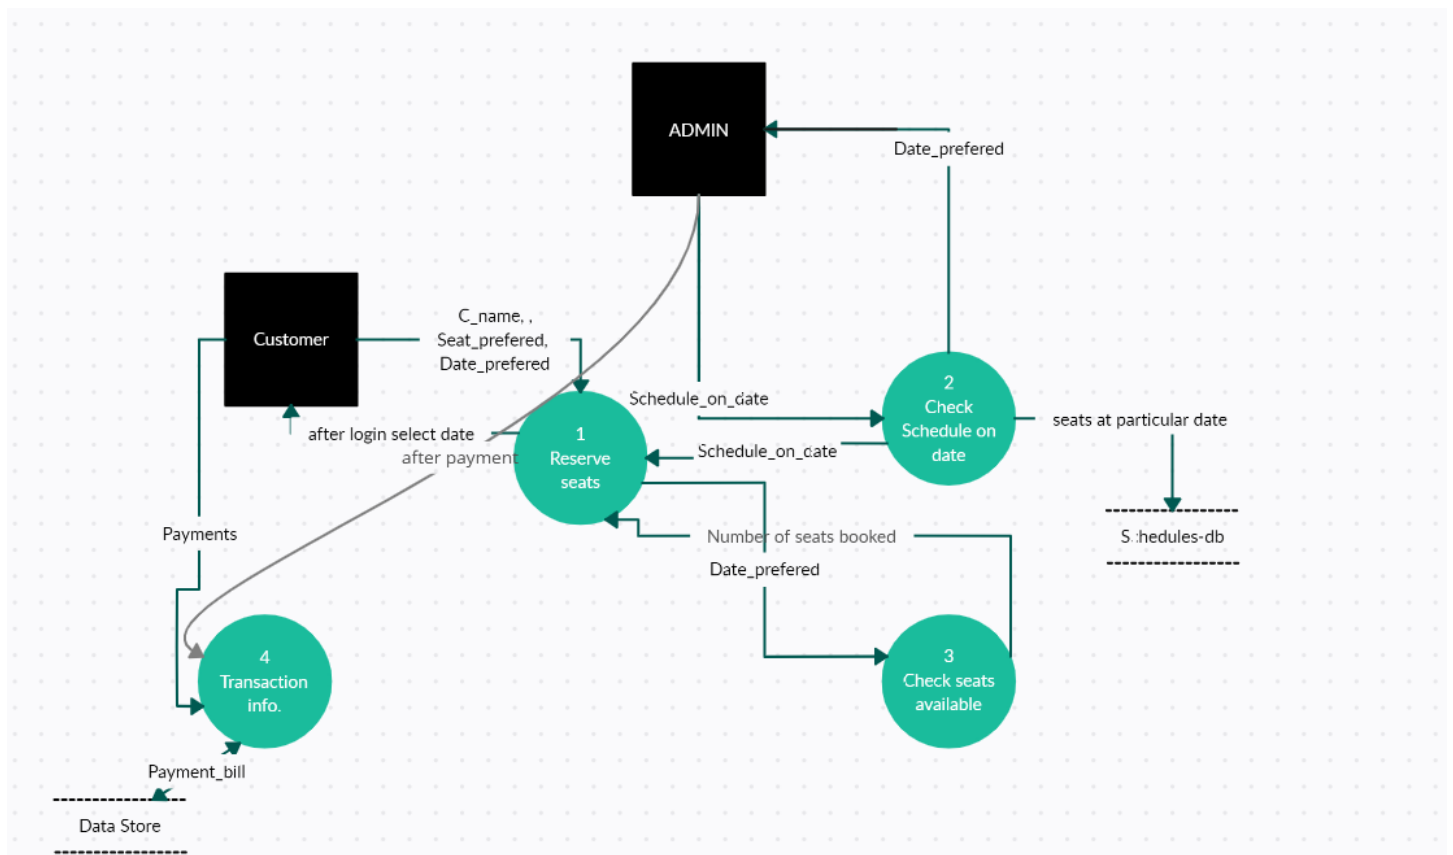 ADMIN
Date_prefered
C_name, ,
Seat_prefered,
Date_prefered
Customer
2
Check
Schedule on
date
Schedule_on_date
seats at particular date
after login select date
after payment
1
Reserve
seats
Schedule_on_date
Payments
Number of seats booked
S:hedules-db
Date_prefered
4
Transaction
info.
3
Check seats
available
Payment_bill
Data Store